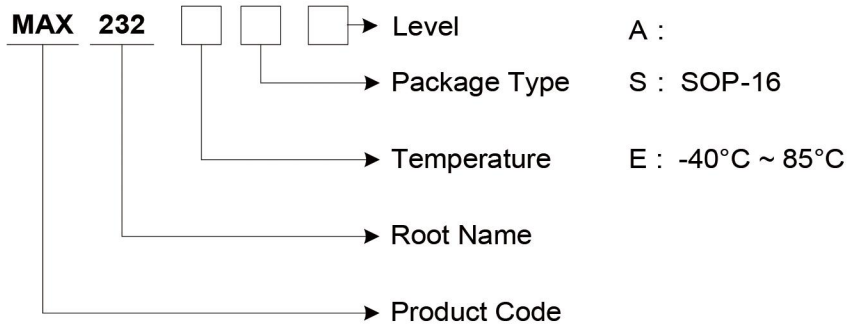 MAX 232 Level A :
Package Type S : SOP-16
Temperature E : -40°C ~ 85°C
Root Name
Product Code